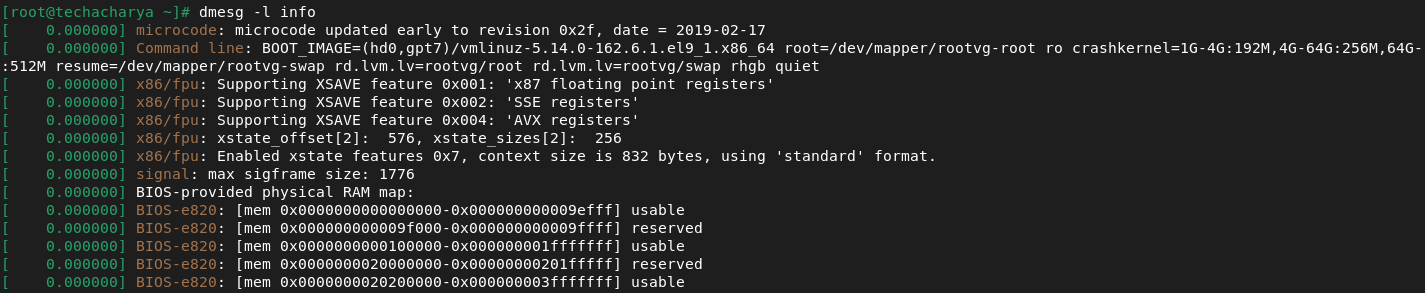 [root@techacharya ~]# dmesg -l info
[    0.000000] microcode: microcode updated early to revision 0x2f, date = 2019-02-17
[    0.000000] Command line: BOOT_IMAGE=(hd0,gpt7)/vmlinuz-5.14.0-162.6.1.el9_1.x86_64 root=/dev/mapper/rootvg-root ro crashkernel=1G-4G:192M,4G-64G:256M,64G-
:512M resume=/dev/mapper/rootvg-swap rd.lvm.lv=rootvg/root rd.lvm.lv=rootvg/swap rhgb quiet
[    0.000000] x86/fpu: Supporting XSAVE feature 0x001: 'x87 floating point registers'
[    0.000000] x86/fpu: Supporting XSAVE feature 0x002: 'SSE registers'
[    0.000000] x86/fpu: Supporting XSAVE feature 0x004: 'AVX registers'
[    0.000000] x86/fpu: xstate_offset[2]:  576, xstate_sizes[2]:  256
[    0.000000] x86/fpu: Enabled xstate features 0x7, context size is 832 bytes, using 'standard' format.
[    0.000000] signal: max sigframe size: 1776
[    0.000000] BIOS-provided physical RAM map:
[    0.000000] BIOS-e820: [mem 0x0000000000000000-0x000000000009efff] usable
[    0.000000] BIOS-e820: [mem 0x000000000009f000-0x000000000009ffff] reserved
[    0.000000] BIOS-e820: [mem 0x0000000000100000-0x000000001fffffff] usable
[    0.000000] BIOS-e820: [mem 0x0000000020000000-0x00000000201fffff] reserved
[    0.000000] BIOS-e820: [mem 0x0000000020200000-0x000000003fffffff] usable